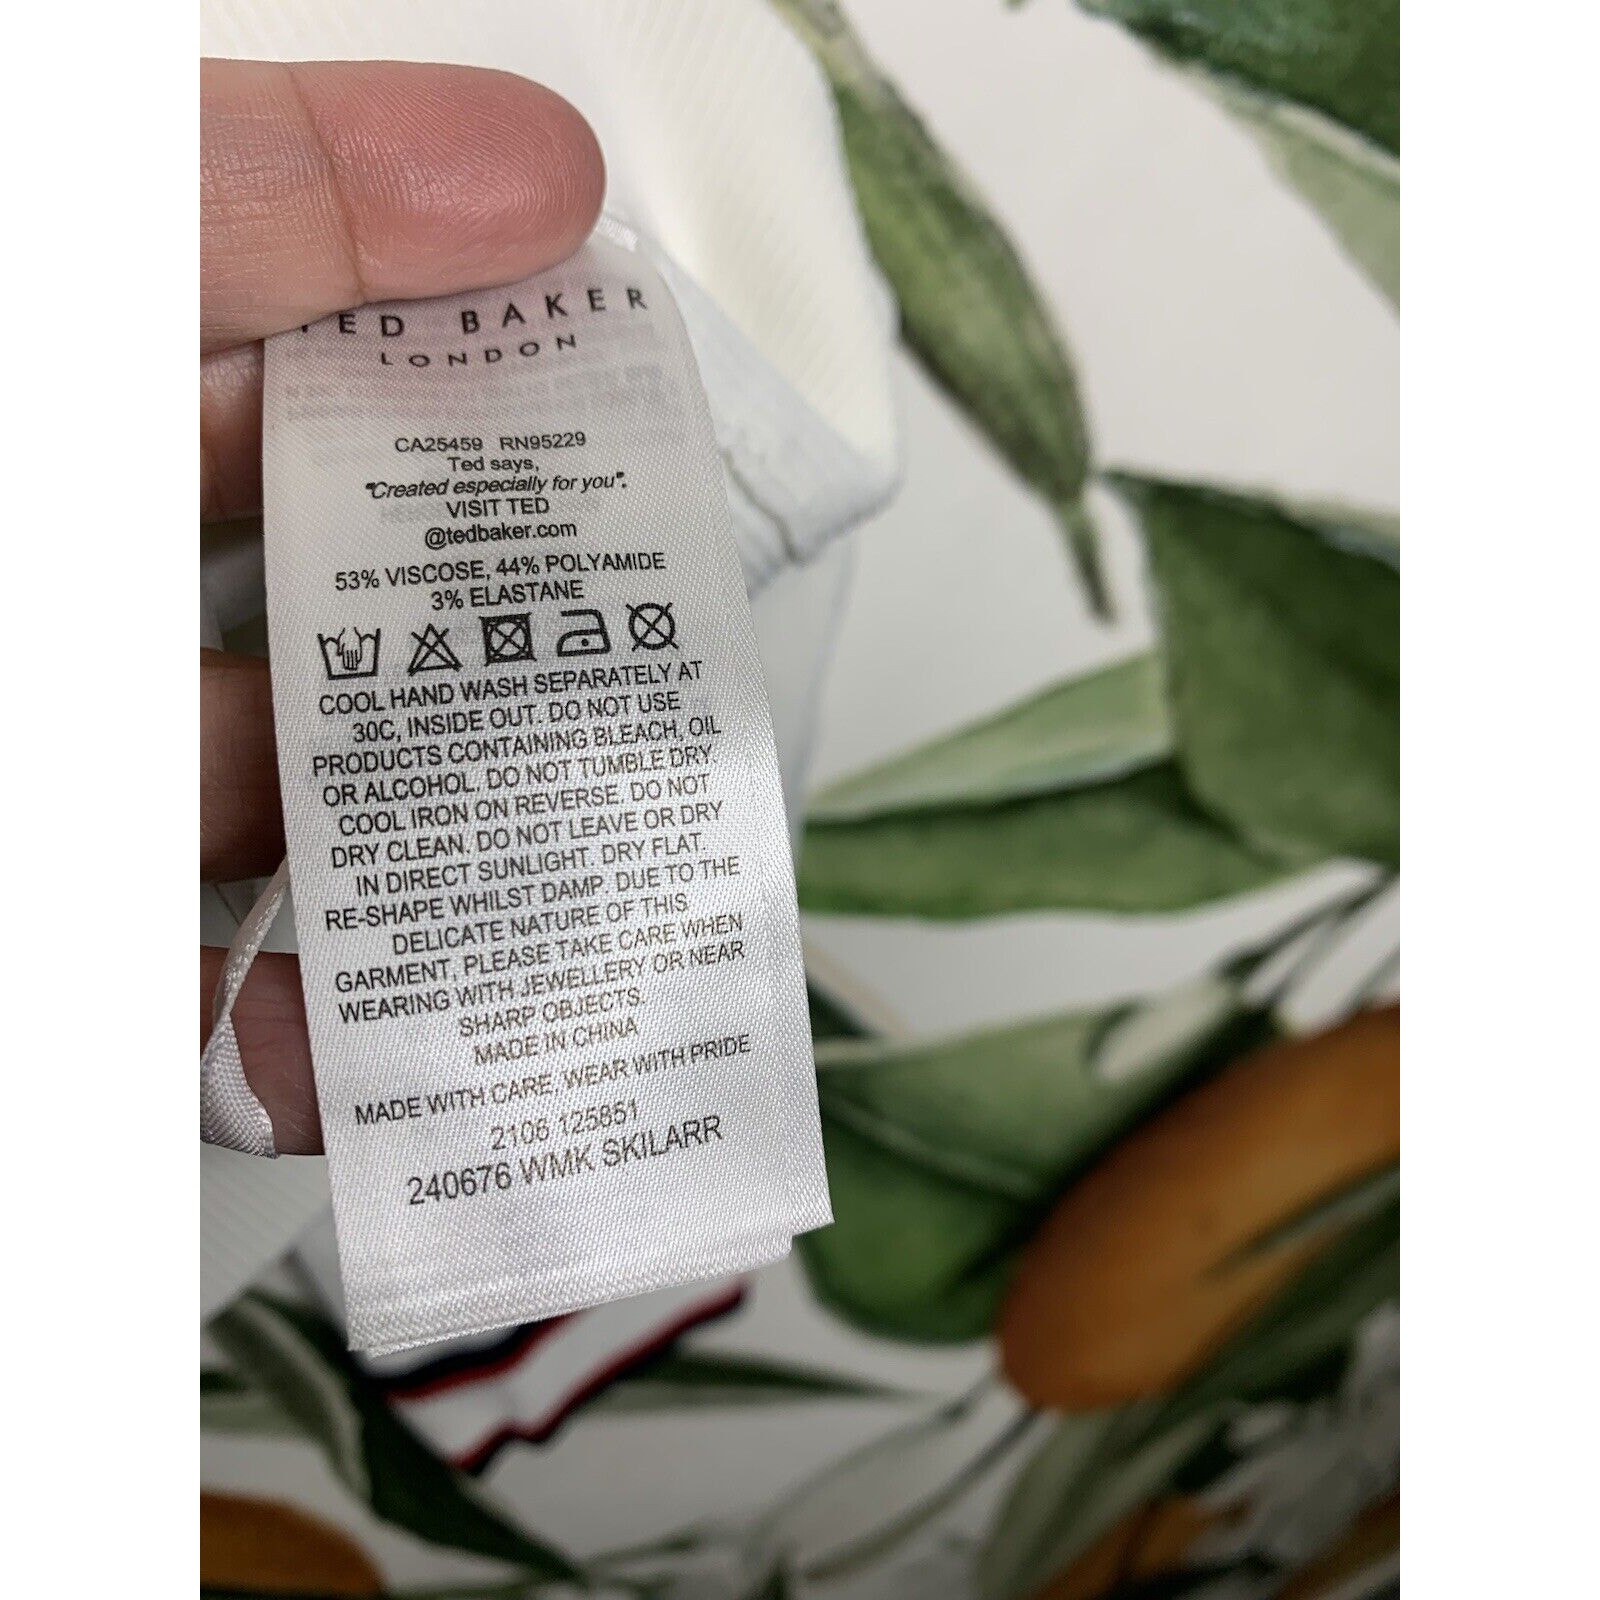 TED BAKER
LONDON
CA25459 RN95229
Ted says,
"Created especially for you".
VISIT TED
@tedbaker.com
53% VISCOSE, 44% POLYAMIDE
3% ELASTANE
COOL HAND WASH SEPARATELY AT
30C, INSIDE OUT. DO NOT USE
PRODUCTS CONTAINING BLEACH, OIL
OR ALCOHOL. DO NOT TUMBLE DRY.
COOL IRON ON REVERSE. DO NOT
DRY CLEAN. DO NOT LEAVE OR DRY
IN DIRECT SUNLIGHT. DRY FLAT.
RE-SHAPE WHILST DAMP. DUE TO THE
DELICATE NATURE OF THIS
GARMENT, PLEASE TAKE CARE WHEN
WEARING WITH JEWELLERY OR NEAR
SHARP OBJECTS.
MADE IN CHINA
MADE WITH CARE, WEAR WITH PRIDE
2106 125851
240676 WMK SKILARR